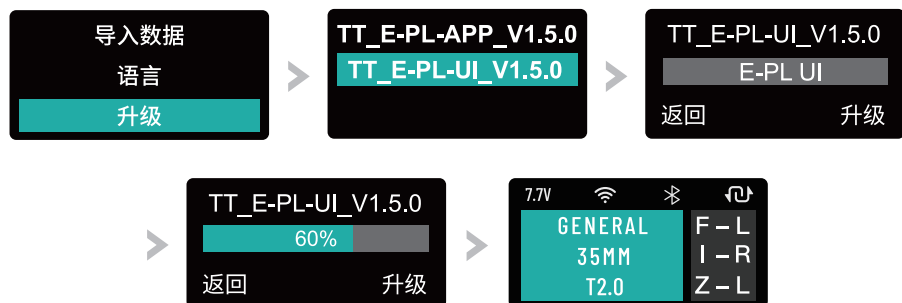 导入数据
语言
升级
TT_E-PL-APP_V1.5.0
TT_E-PL-UI_V1.5.0
TT_E-PL-UI_V1.5.0
E-PL UI
返回 升级
TT_E-PL-UI_V1.5.0
60%
返回 升级
7.7V
GENERAL F – L
35MM I – R
T2.0 Z – L